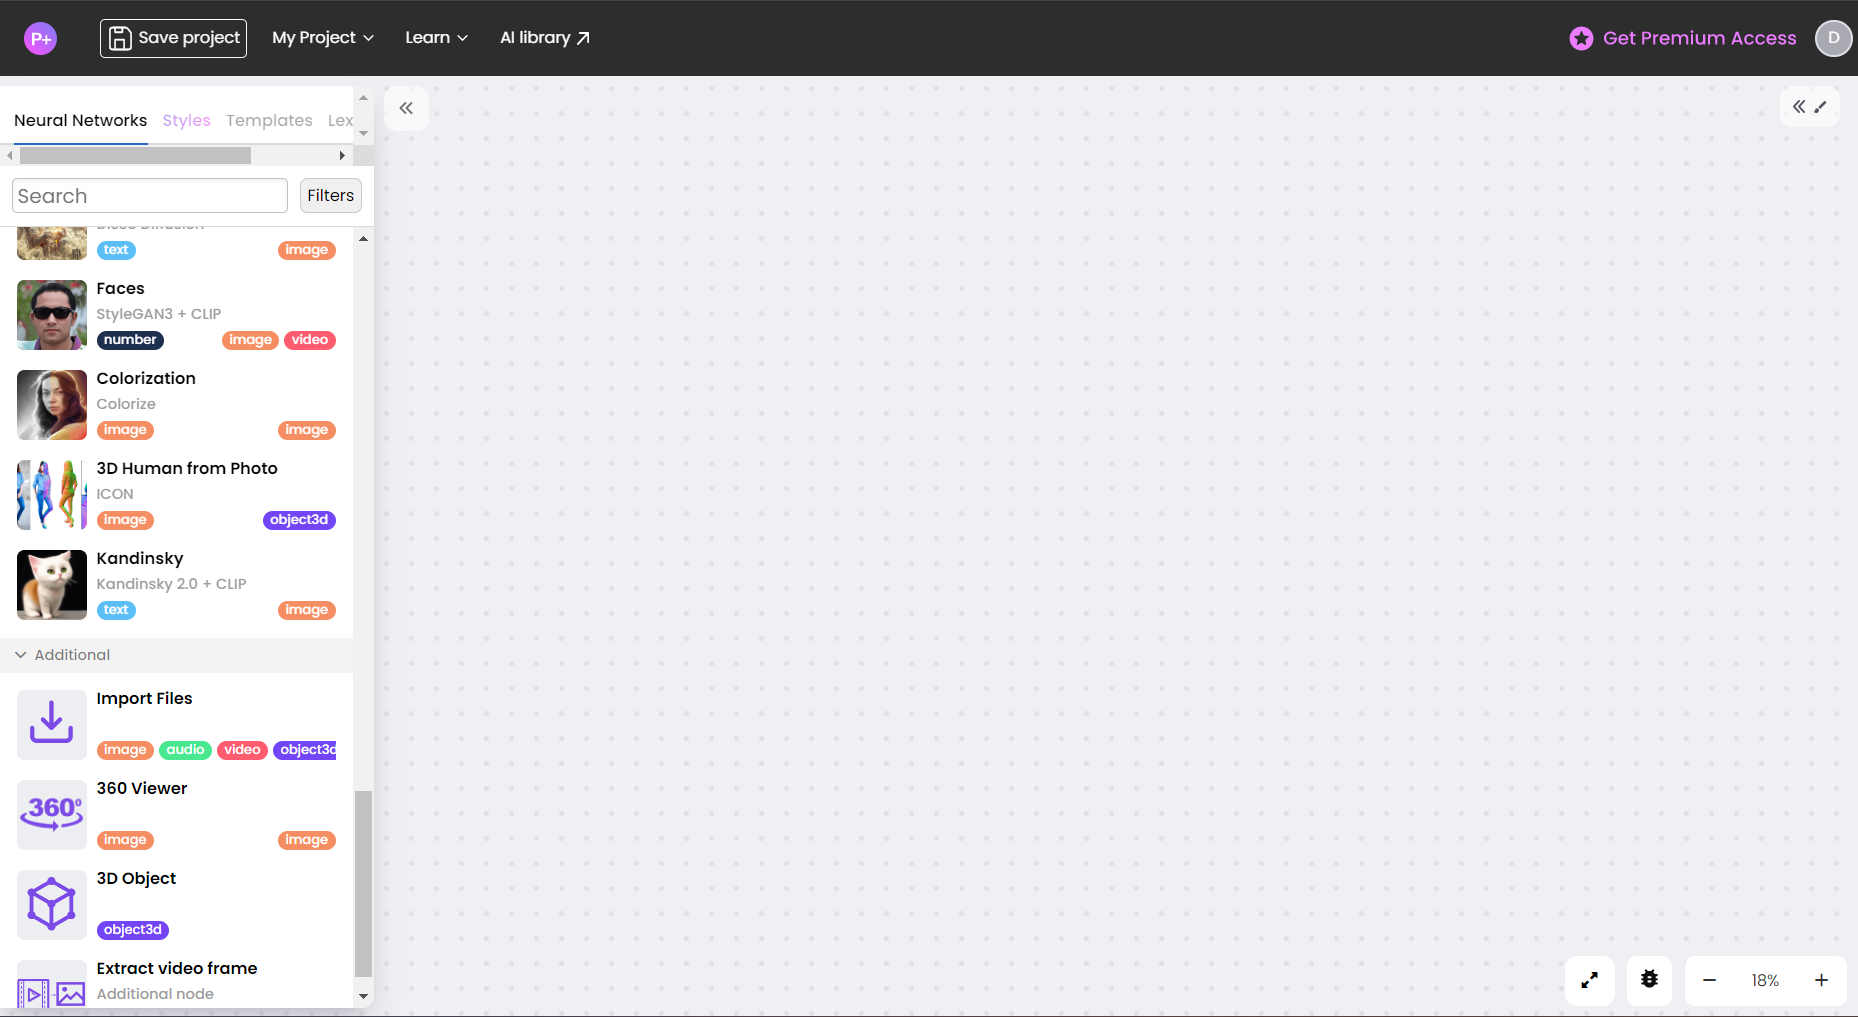 P+
Save project
My Project
Learn
AI library
Get Premium Access
D
Neural Networks
Styles
Templates
Lex
Search
Filters
Disco Diffusion
text
image
Faces
StyleGAN3 + CLIP
number
image
video
Colorization
Colorize
image
image
3D Human from Photo
ICON
image
object3d
Kandinsky
Kandinsky 2.0 + CLIP
text
image
Additional
Import Files
image
audio
video
object3d
360 Viewer
360°
image
image
3D Object
object3d
Extract video frame
Additional node
18%